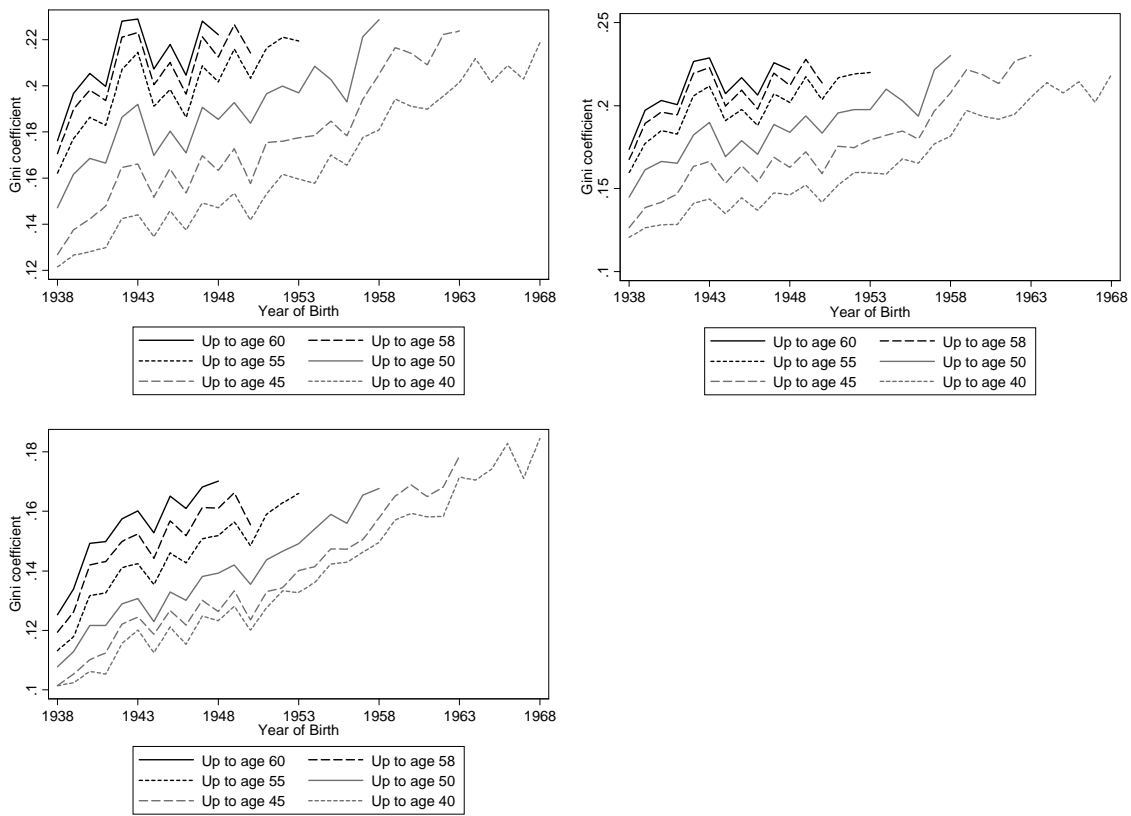 Gini coefficient
.12 .14 .16 .18 .2 .22
1938 1943 1948 1953 1958 1963 1968
Year of Birth
Up to age 60 Up to age 58
Up to age 55 Up to age 50
Up to age 45 Up to age 40
Gini coefficient
.1 .15 .2 .25
1938 1943 1948 1953 1958 1963 1968
Year of Birth
Up to age 60 Up to age 58
Up to age 55 Up to age 50
Up to age 45 Up to age 40
Gini coefficient
.1 .12 .14 .16 .18
1938 1943 1948 1953 1958 1963 1968
Year of Birth
Up to age 60 Up to age 58
Up to age 55 Up to age 50
Up to age 45 Up to age 40